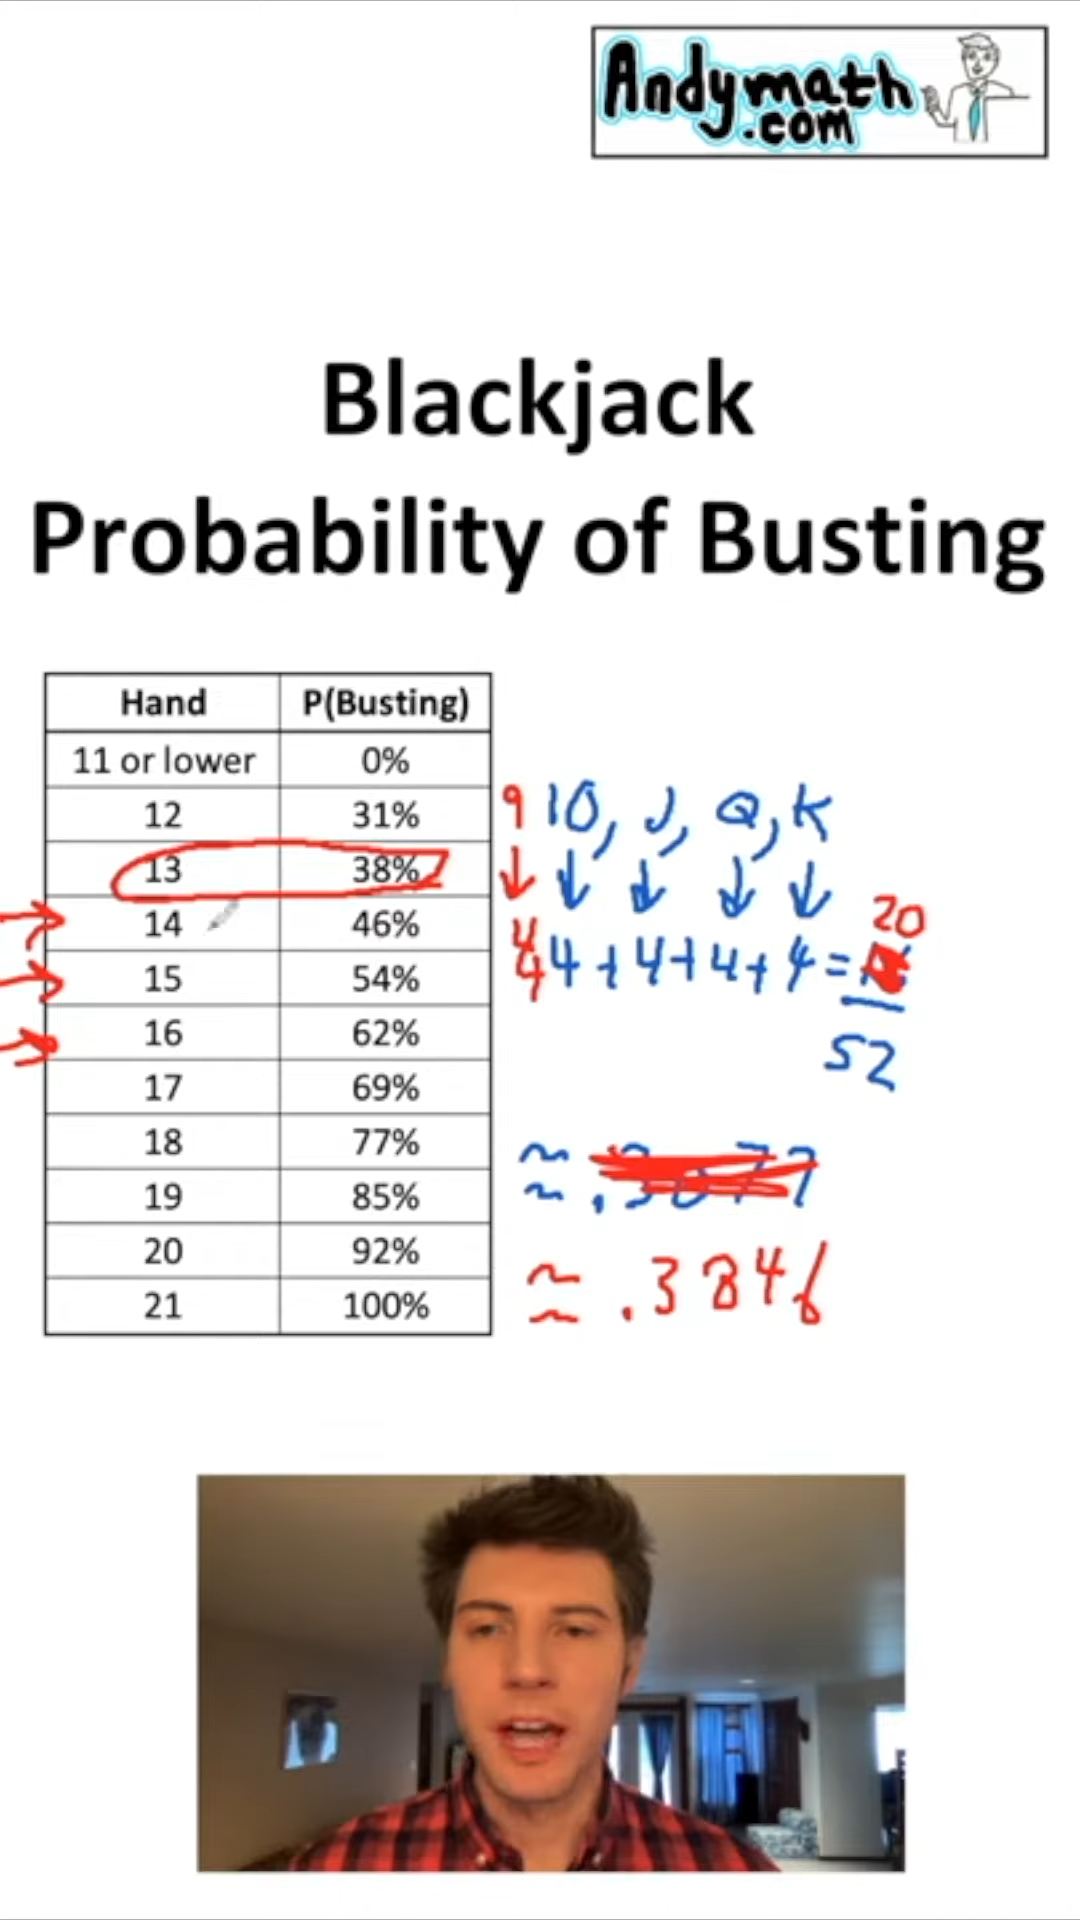 Andymath
.com
Blackjack
Probability of Busting
Hand P(Busting)
11 or lower 0%
12 31%
13 38%
14 46%
15 54%
16 62%
17 69%
18 77%
19 85%
20 92%
21 100%
9 10, J, Q, K
20
4 4 + 4 + 4 + 4 =
52
≈ .3077
≈ .3846